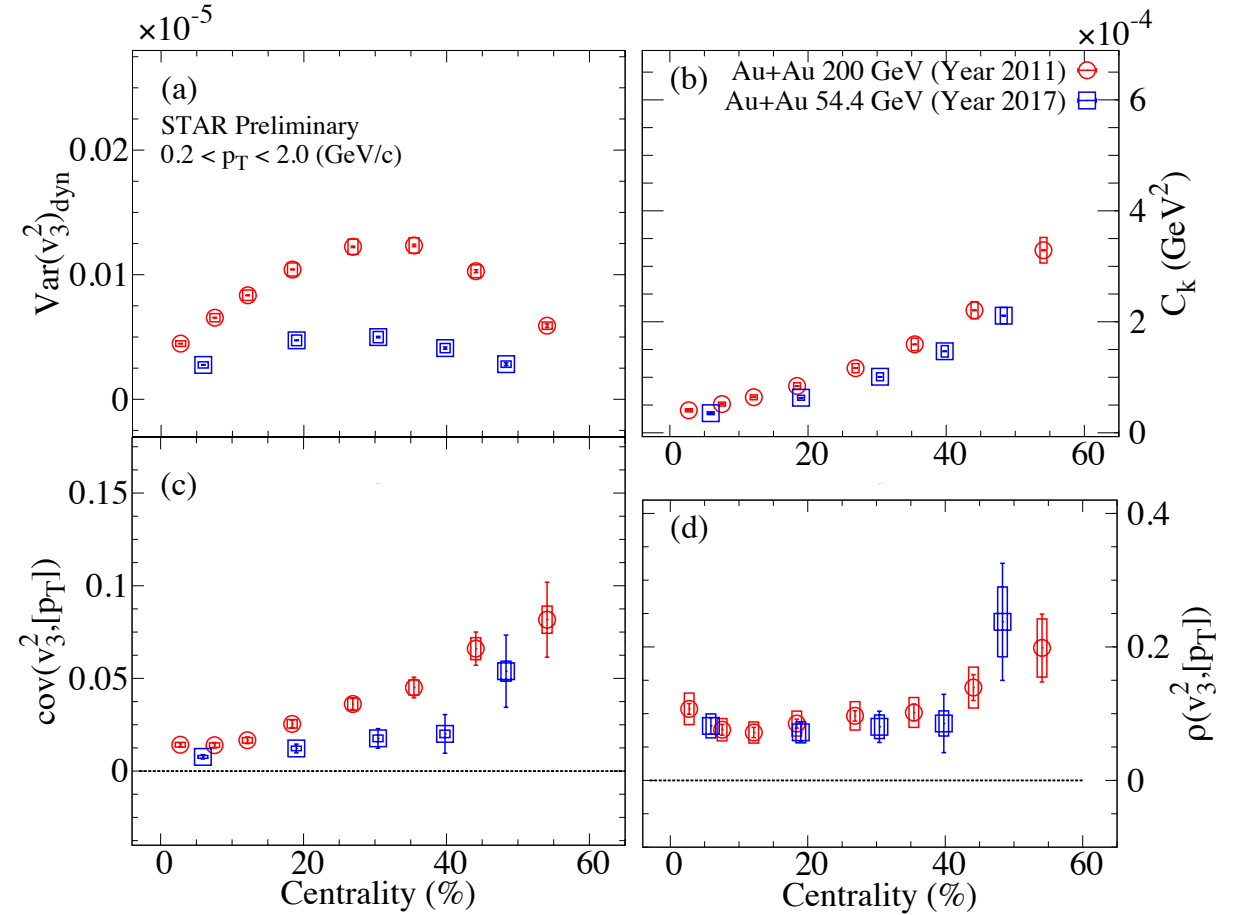 ×10⁻⁵
×10⁻⁴
(a)
STAR Preliminary
0.2 < p_T < 2.0 (GeV/c)
Var(v₃²)_dyn
0.02
0.01
0
(b)
Au+Au 200 GeV (Year 2011)
Au+Au 54.4 GeV (Year 2017)
6
4
2
0
C_k (GeV²)
0 20 40 60
(c)
cov(v₃²,[p_T])
0.15
0.1
0.05
0
0 20 40 60
Centrality (%)
(d)
0.4
0.2
0
ρ(v₃²,[p_T])
0 20 40 60
Centrality (%)